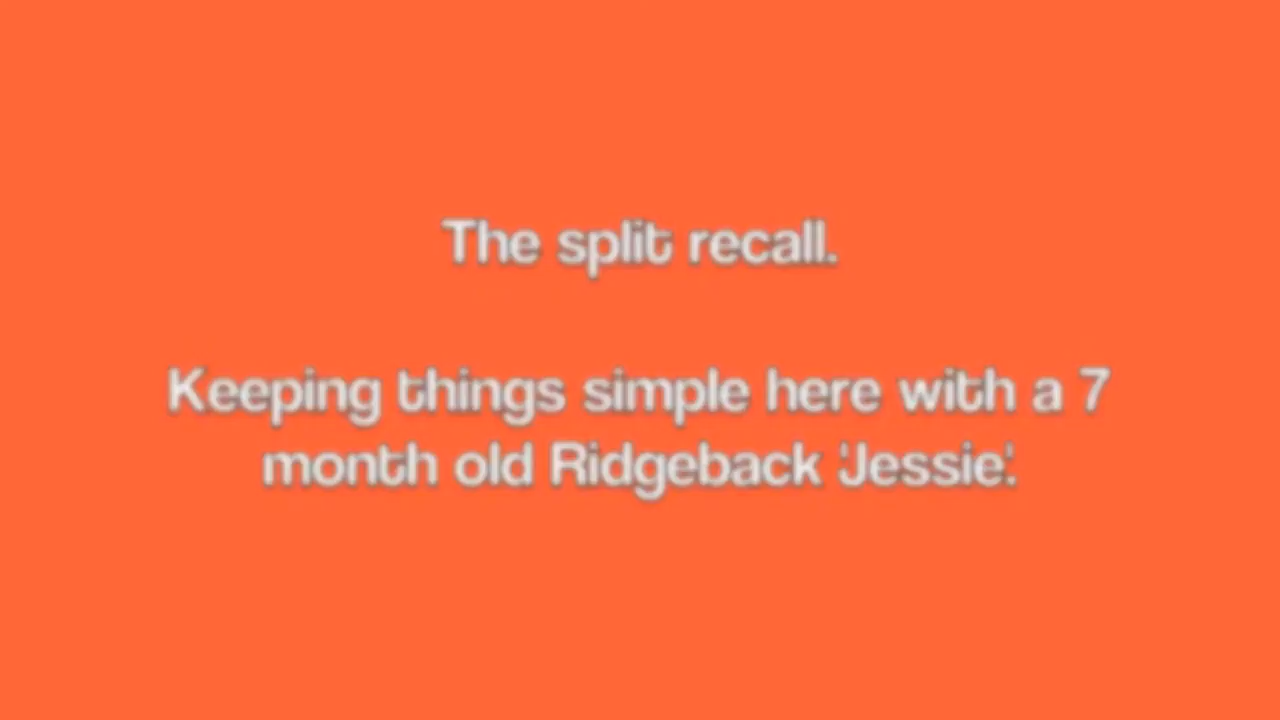 The split recall.
Keeping things simple here with a 7
month old Ridgeback 'Jessie'.